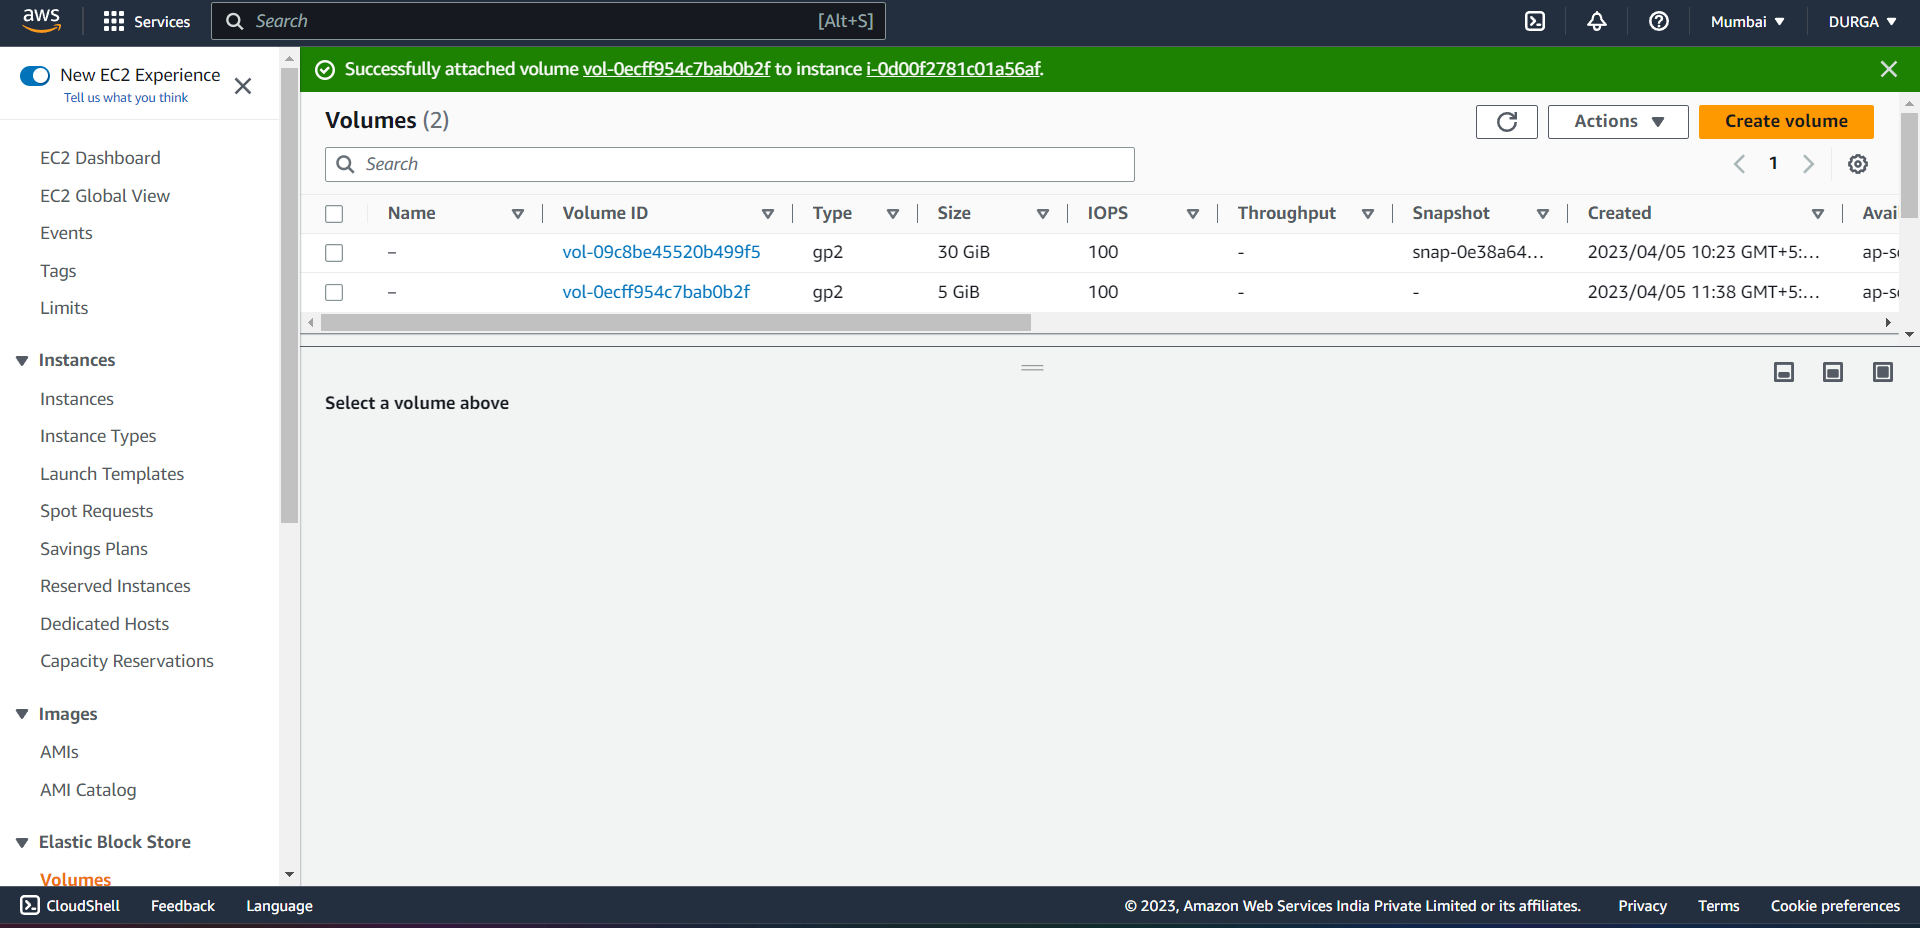 aws Services Search [Alt+S] Mumbai DURGA
New EC2 Experience
Tell us what you think
EC2 Dashboard
EC2 Global View
Events
Tags
Limits
Instances
Instances
Instance Types
Launch Templates
Spot Requests
Savings Plans
Reserved Instances
Dedicated Hosts
Capacity Reservations
Images
AMIs
AMI Catalog
Elastic Block Store
Volumes
Successfully attached volume vol-0ecff954c7bab0b2f to instance i-0d00f2781c01a56af.
Volumes (2) Actions Create volume
Search 1
Name Volume ID Type Size IOPS Throughput Snapshot Created Avai
– vol-09c8be45520b499f5 gp2 30 GiB 100 - snap-0e38a64... 2023/04/05 10:23 GMT+5:... ap-s
– vol-0ecff954c7bab0b2f gp2 5 GiB 100 - - 2023/04/05 11:38 GMT+5:... ap-s
Select a volume above
CloudShell Feedback Language © 2023, Amazon Web Services India Private Limited or its affiliates. Privacy Terms Cookie preferences